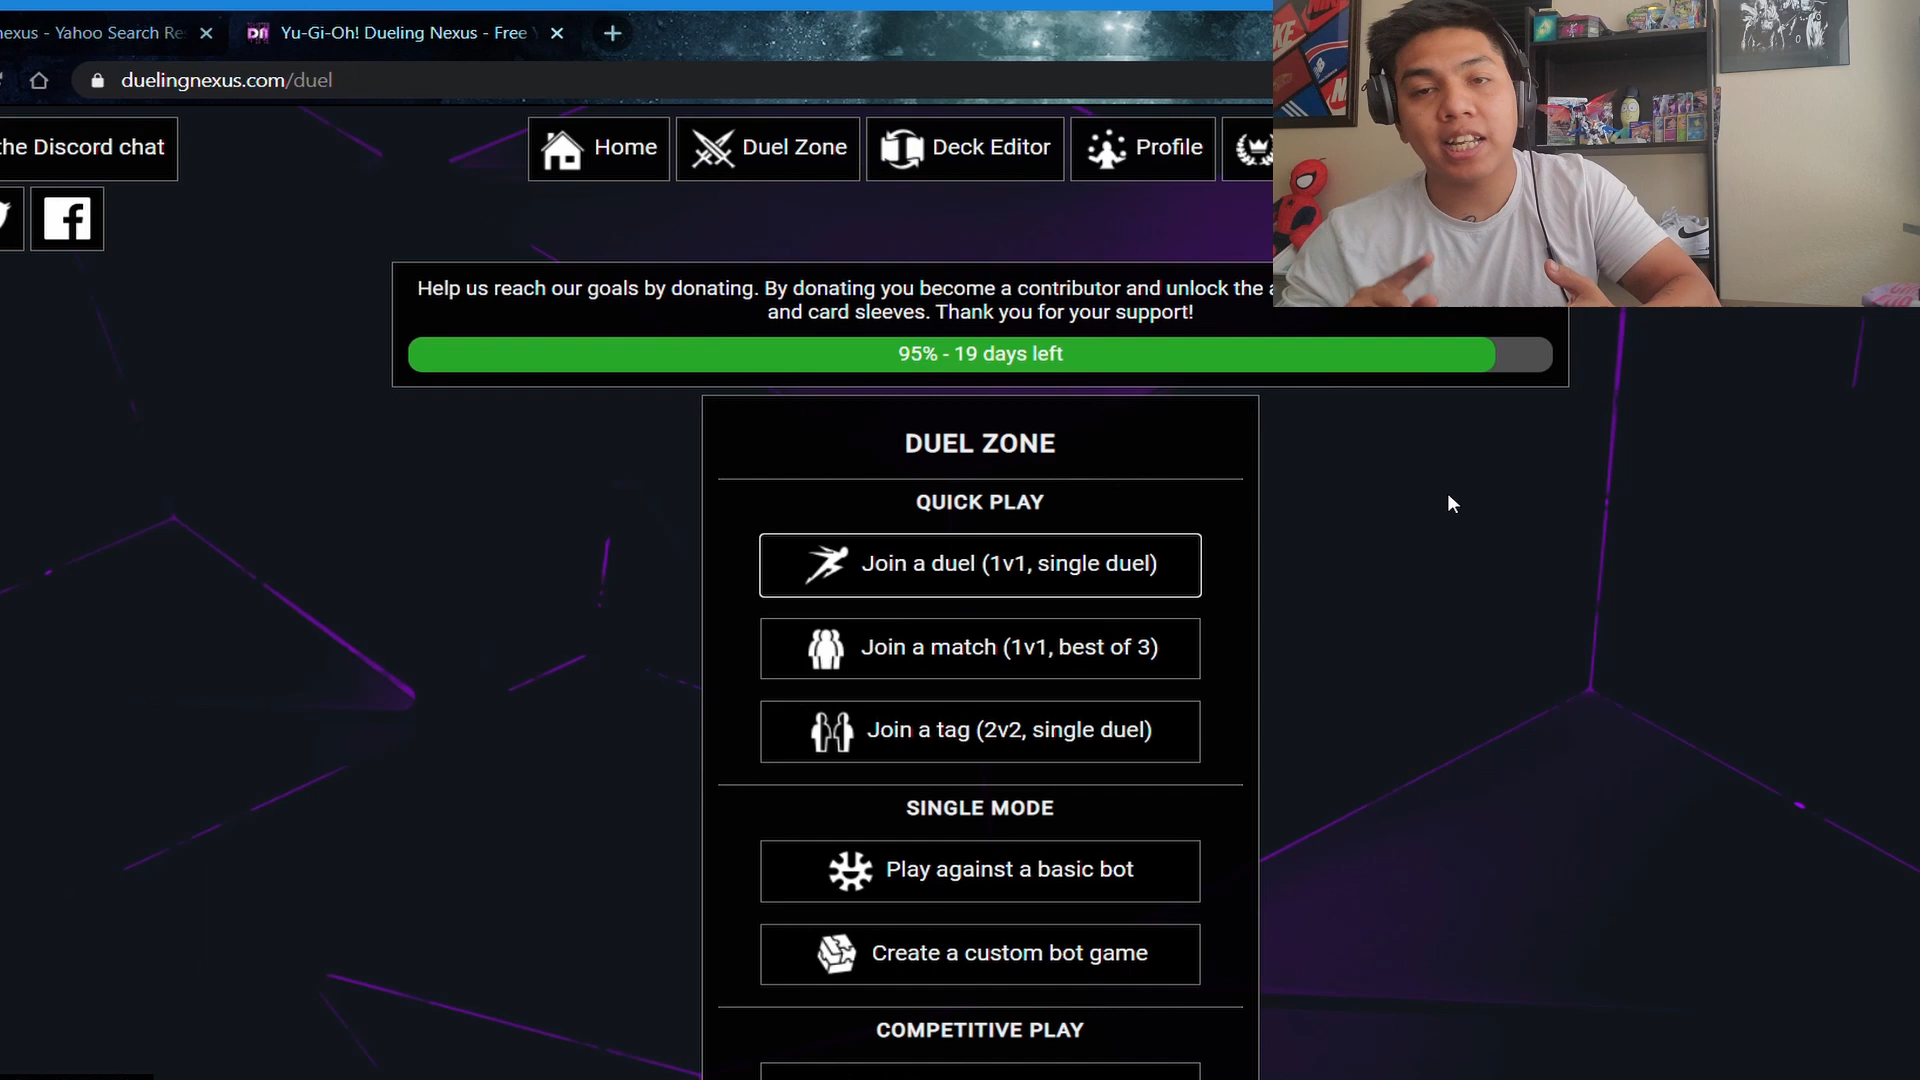 nexus - Yahoo Search Re
DN Yu-Gi-Oh! Dueling Nexus - Free
duelingnexus.com/duel
the Discord chat
Home
Duel Zone
Deck Editor
Profile
Help us reach our goals by donating. By donating you become a contributor and unlock the a
and card sleeves. Thank you for your support!
95% - 19 days left
DUEL ZONE
QUICK PLAY
Join a duel (1v1, single duel)
Join a match (1v1, best of 3)
Join a tag (2v2, single duel)
SINGLE MODE
Play against a basic bot
Create a custom bot game
COMPETITIVE PLAY